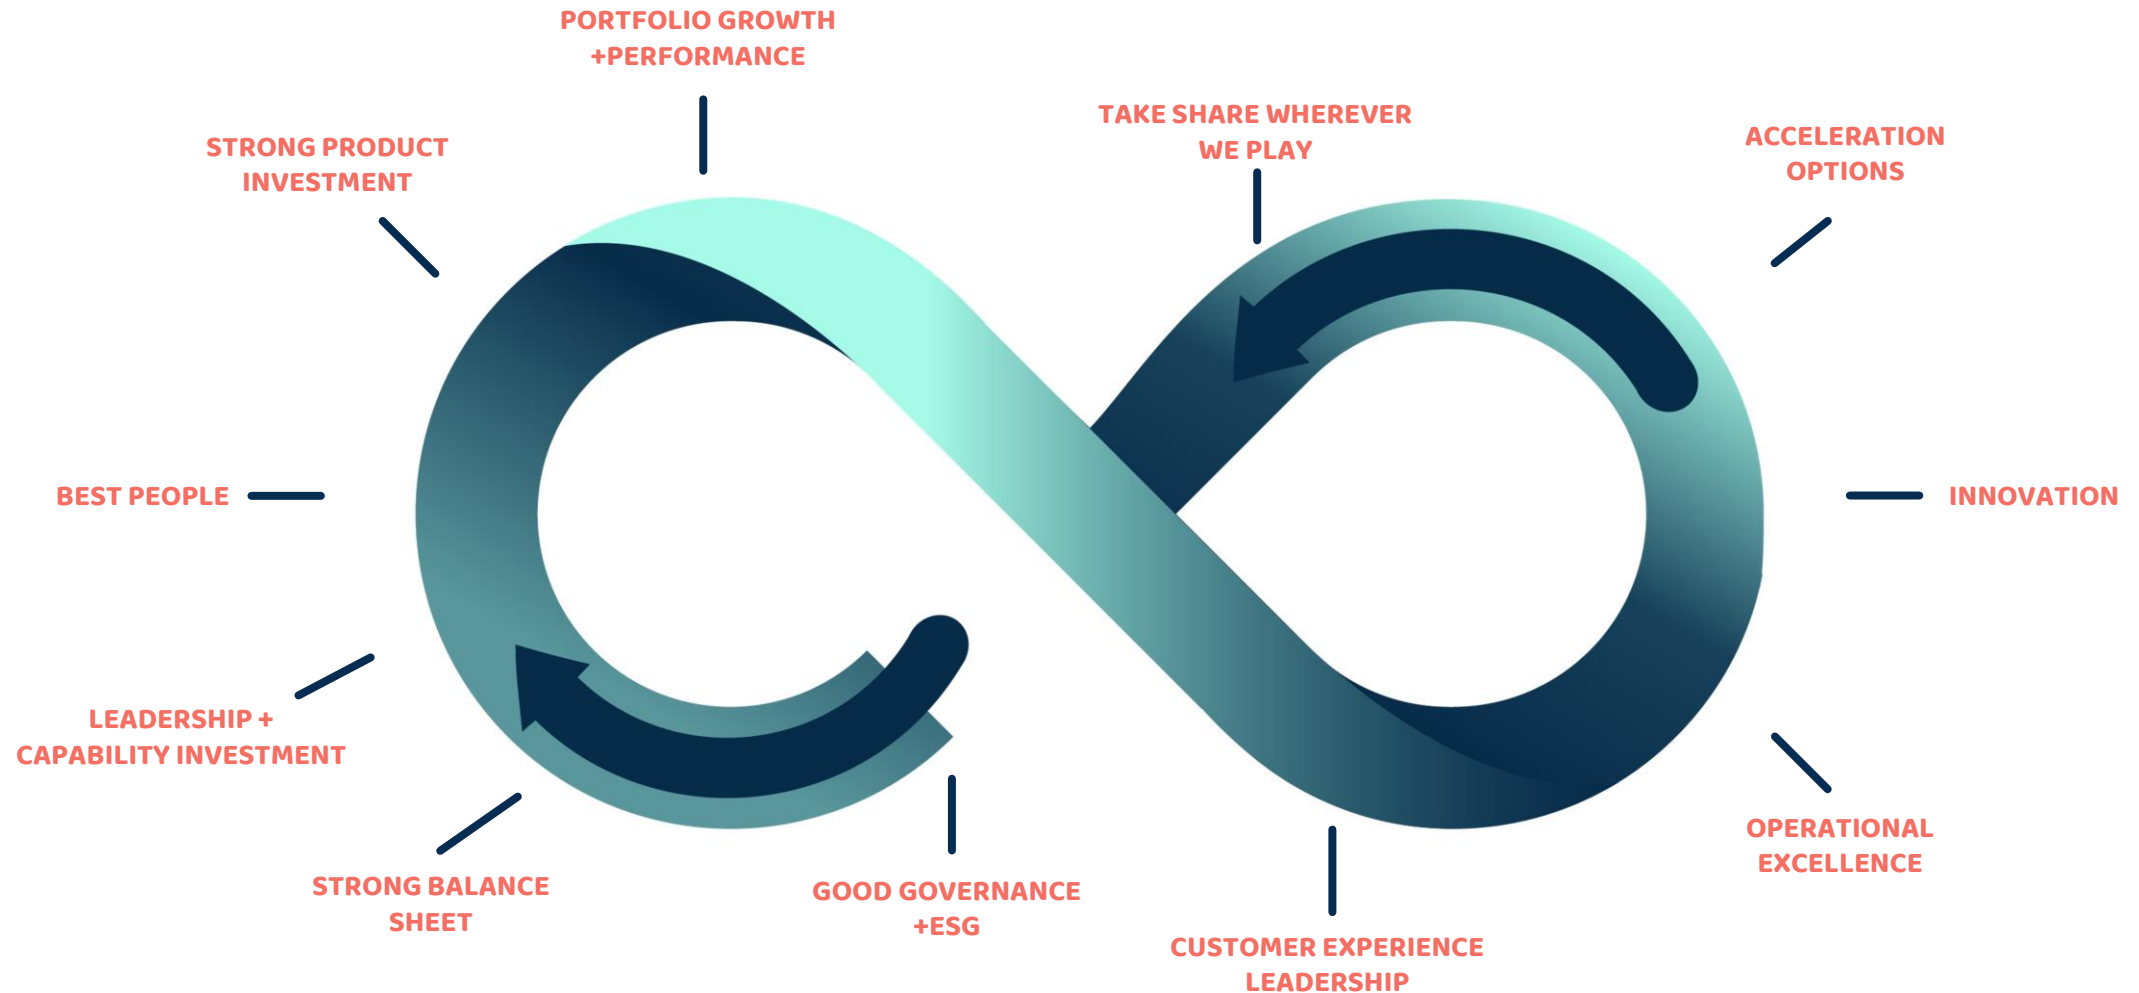 PORTFOLIO GROWTH
+PERFORMANCE
TAKE SHARE WHEREVER
WE PLAY
ACCELERATION
OPTIONS
STRONG PRODUCT
INVESTMENT
BEST PEOPLE
INNOVATION
LEADERSHIP +
CAPABILITY INVESTMENT
OPERATIONAL
EXCELLENCE
STRONG BALANCE
SHEET
GOOD GOVERNANCE
+ESG
CUSTOMER EXPERIENCE
LEADERSHIP